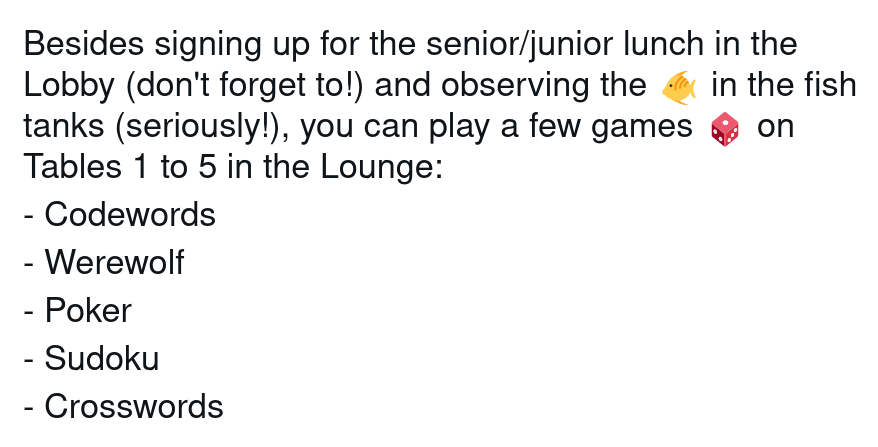 Besides signing up for the senior/junior lunch in the
Lobby (don't forget to!) and observing the 🐠 in the fish
tanks (seriously!), you can play a few games 🎲 on
Tables 1 to 5 in the Lounge:
- Codewords
- Werewolf
- Poker
- Sudoku
- Crosswords